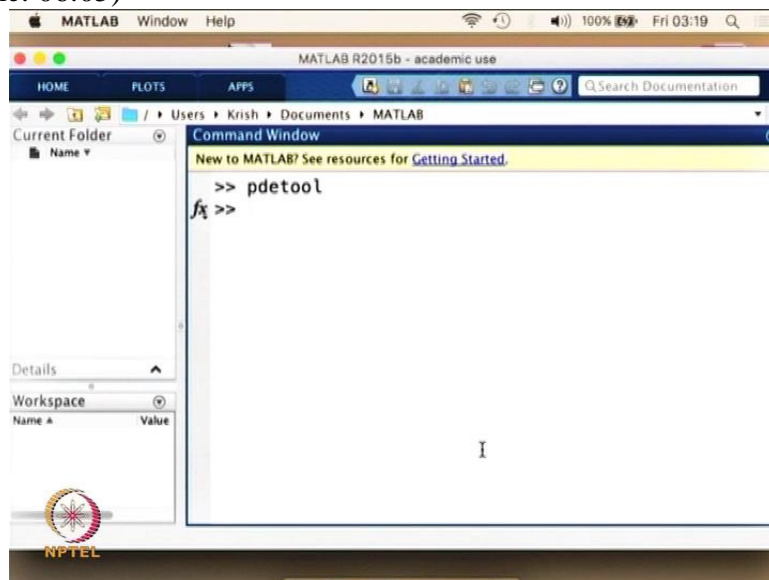 MATLAB Window Help 100% Fri 03:19
MATLAB R2015b - academic use
HOME PLOTS APPS Search Documentation
/ Users Krish Documents MATLAB
Current Folder Command Window
Name New to MATLAB? See resources for Getting Started.
>> pdetool
fx >>
Details
Workspace
Name Value
NPTEL